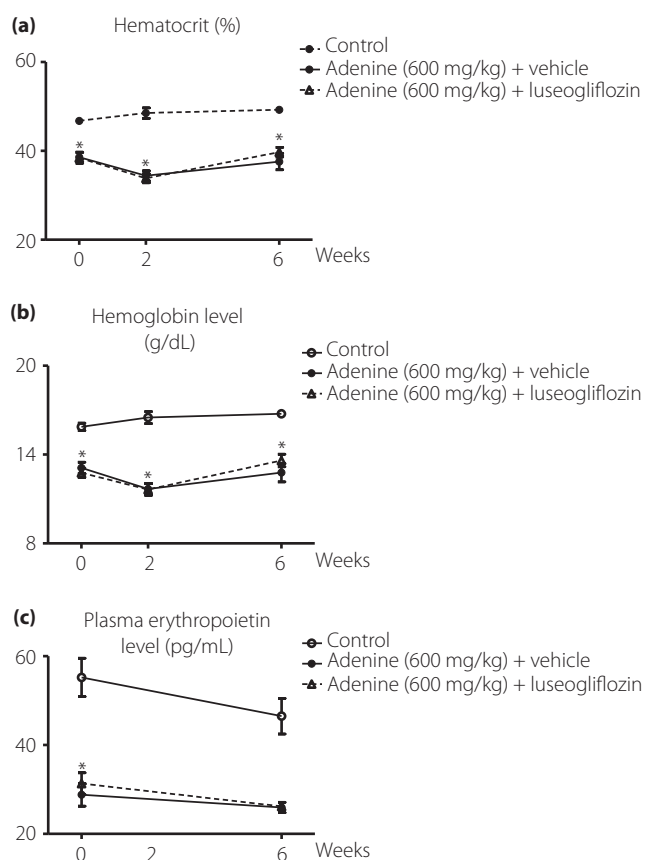 (a)
Hematocrit (%)
Control
Adenine (600 mg/kg) + vehicle
Adenine (600 mg/kg) + luseogliflozin
60
40
20
*
*
*
0 2 6 Weeks
(b)
Hemoglobin level
(g/dL)
Control
Adenine (600 mg/kg) + vehicle
Adenine (600 mg/kg) + luseogliflozin
20
14
8
*
*
*
0 2 6 Weeks
(c)
Plasma erythropoietin
level (pg/mL)
Control
Adenine (600 mg/kg) + vehicle
Adenine (600 mg/kg) + luseogliflozin
60
40
20
*
0 2 6 Weeks